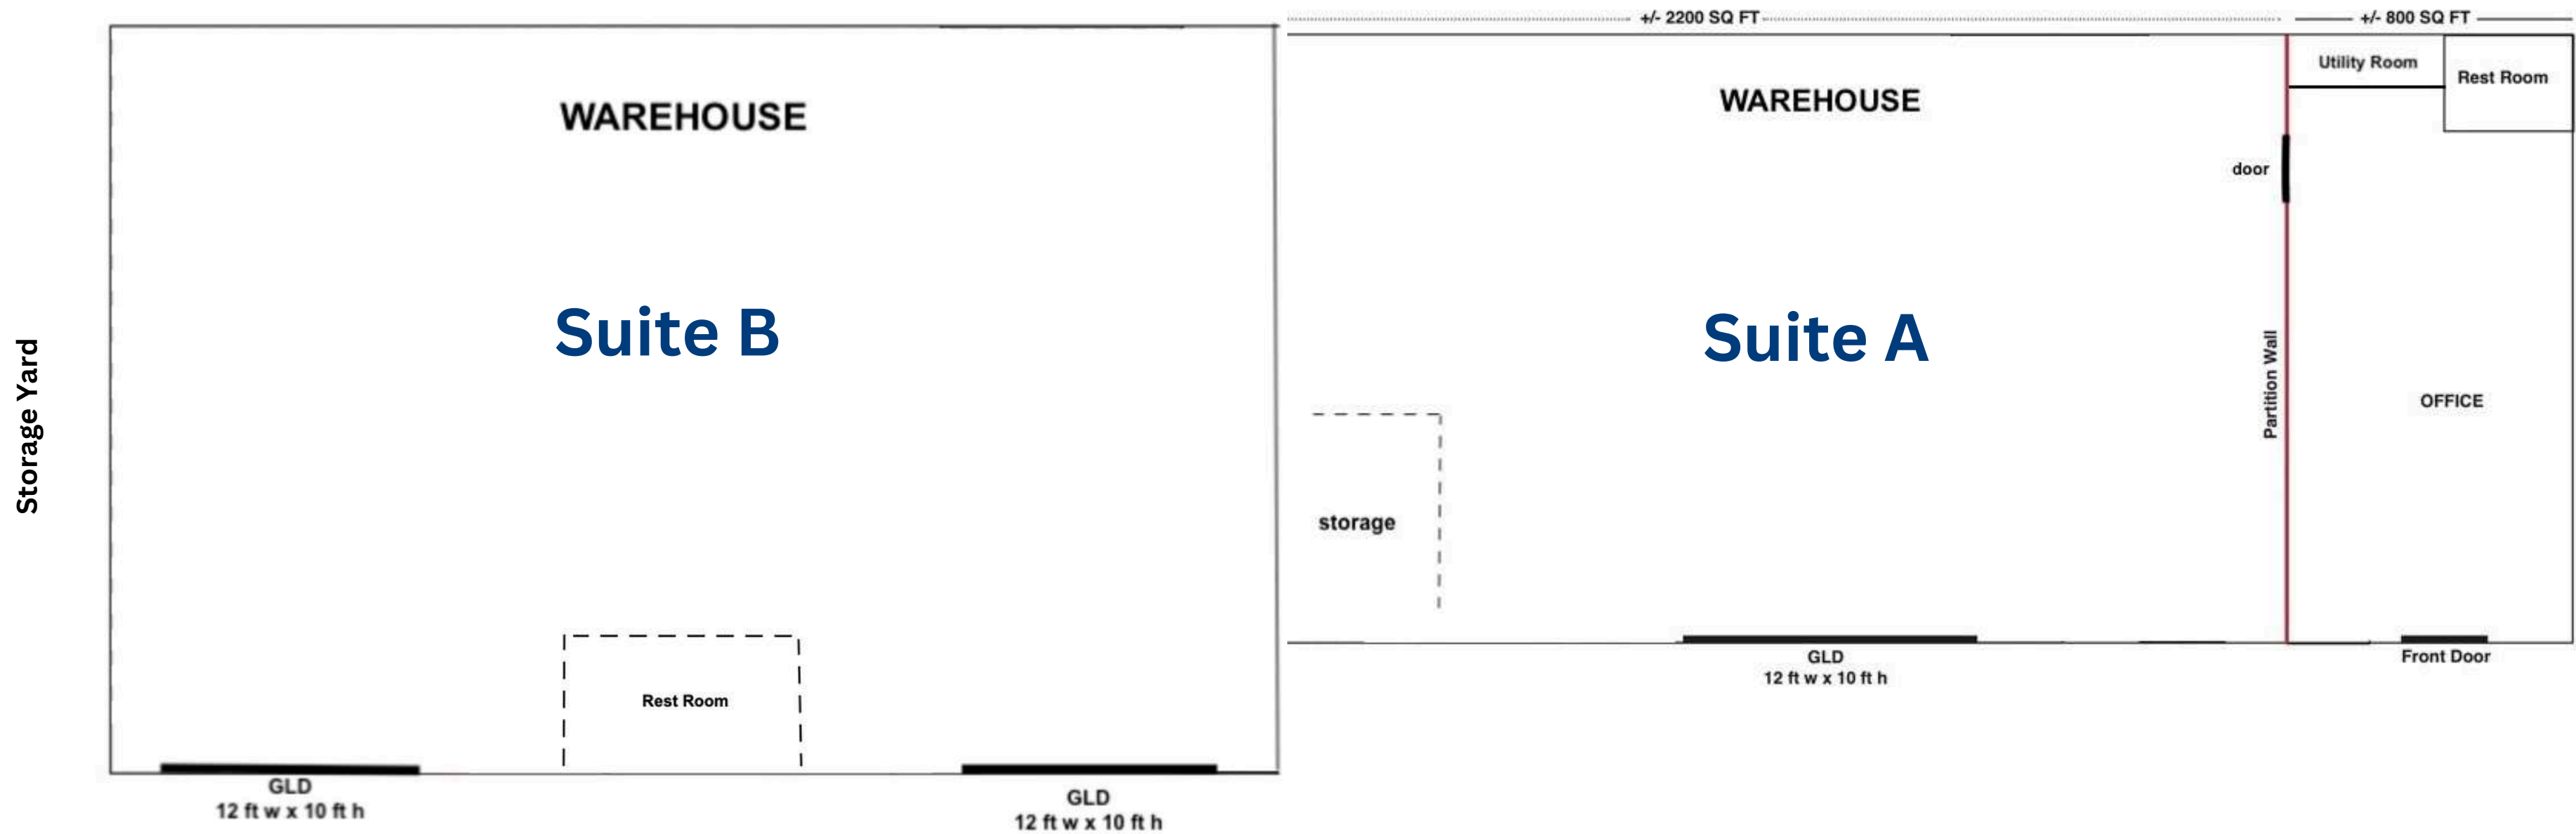 +/- 2200 SQ FT
+/- 800 SQ FT
Utility Room
Rest Room
WAREHOUSE
WAREHOUSE
door
Suite B
Suite A
Storage Yard
Partition Wall
OFFICE
storage
Rest Room
GLD
12 ft w x 10 ft h
Front Door
GLD
12 ft w x 10 ft h
GLD
12 ft w x 10 ft h